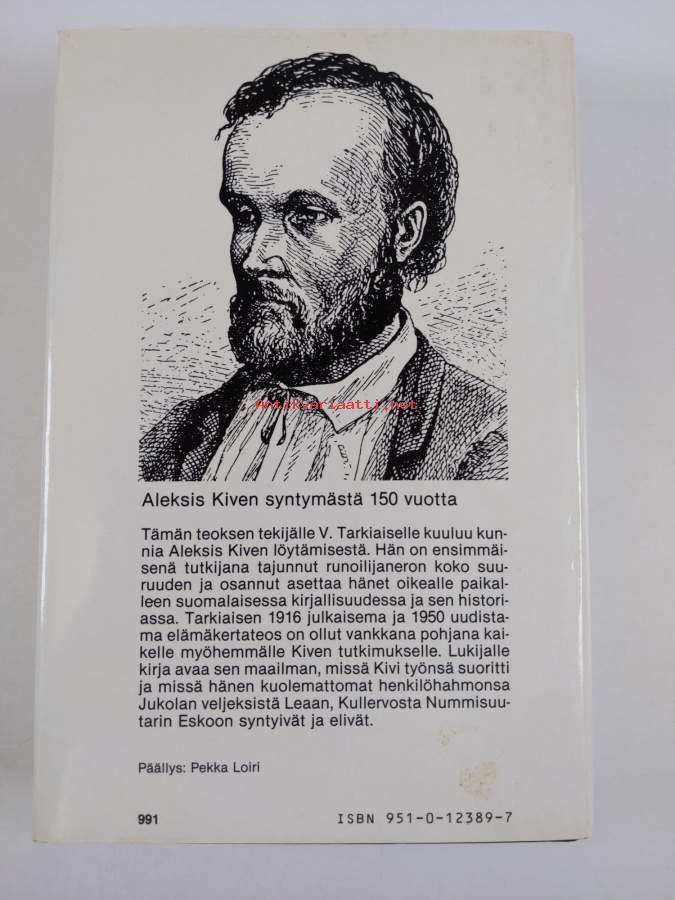 Antikvariaatti.net
Aleksis Kiven syntymästä 150 vuotta
Tämän teoksen tekijälle V. Tarkiaiselle kuuluu kun-
nia Aleksis Kiven löytämisestä. Hän on ensimmäi-
senä tutkijana tajunnut runoilijaneron koko suu-
ruuden ja osannut asettaa hänet oikealle paikal-
leen suomalaisessa kirjallisuudessa ja sen histori-
assa. Tarkiaisen 1916 julkaisema ja 1950 uudista-
ma elämäkertateos on ollut vankkana pohjana kai-
kelle myöhemmälle Kiven tutkimukselle. Lukijalle
kirja avaa sen maailman, missä Kivi työnsä suoritti
ja missä hänen kuolemattomat henkilöhahmonsa
Jukolan veljeksistä Leaan, Kullervosta Nummisuu-
tarin Eskoon syntyivät ja elivät.
Päällys: Pekka Loiri
991
ISBN 951-0-12389-7